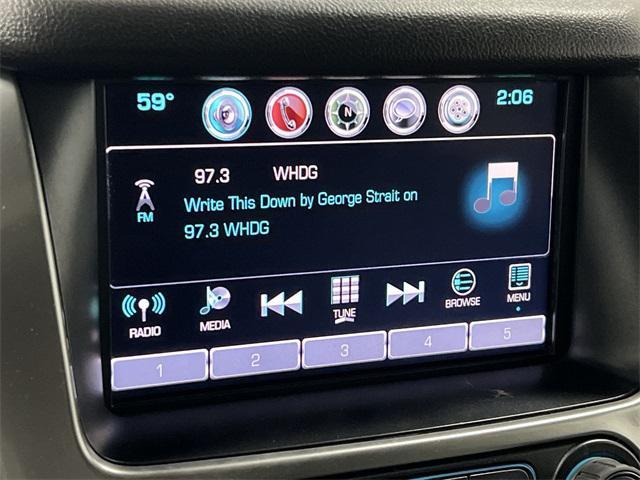 59° N 2:06
97.3 WHDG
FM
Write This Down by George Strait on
97.3 WHDG
RADIO MEDIA TUNE BROWSE MENU
1 2 3 4 5